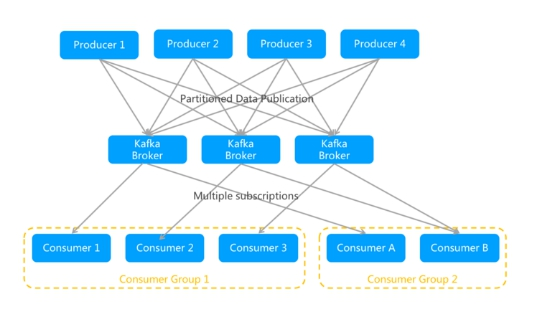 Producer 1
Producer 2
Producer 3
Producer 4
Partitioned Data Publication
Kafka
Broker
Kafka
Broker
Kafka
Broker
Multiple subscriptions
Consumer 1
Consumer 2
Consumer 3
Consumer A
Consumer B
Consumer Group 1
Consumer Group 2